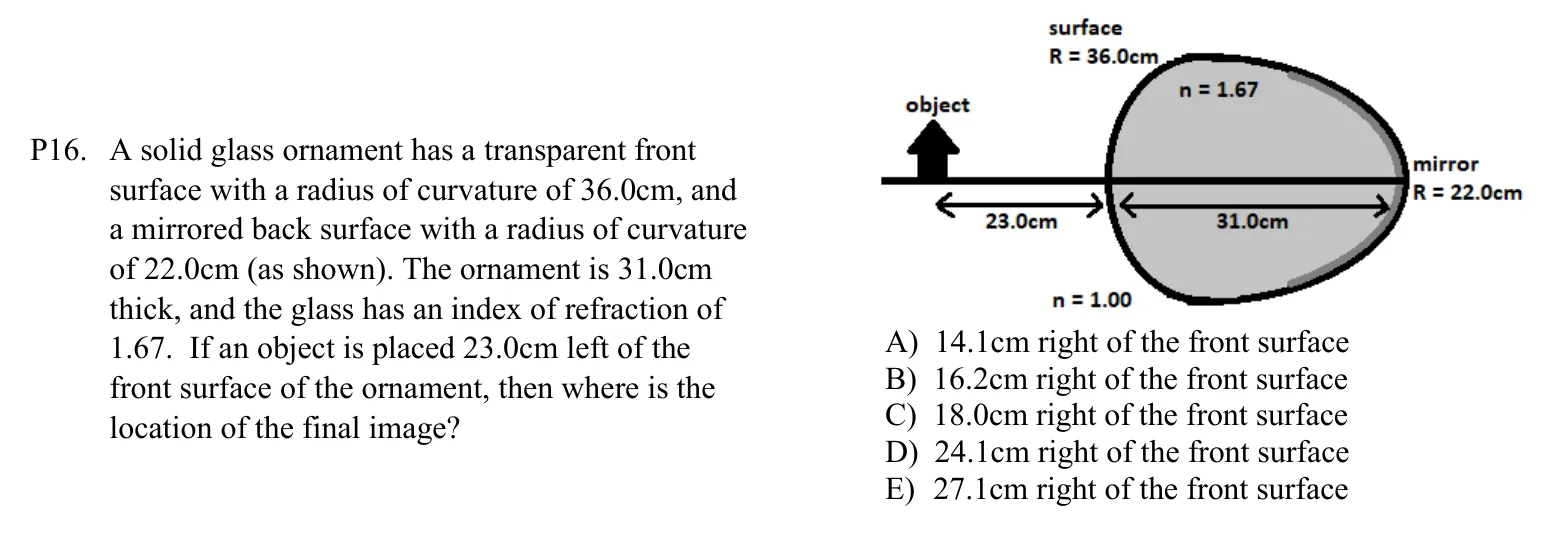 P16. A solid glass ornament has a transparent front
surface with a radius of curvature of 36.0cm, and
a mirrored back surface with a radius of curvature
of 22.0cm (as shown). The ornament is 31.0cm
thick, and the glass has an index of refraction of
1.67. If an object is placed 23.0cm left of the
front surface of the ornament, then where is the
location of the final image?
surface
R = 36.0cm
n = 1.67
object
mirror
R = 22.0cm
23.0cm
31.0cm
n = 1.00
A) 14.1cm right of the front surface
B) 16.2cm right of the front surface
C) 18.0cm right of the front surface
D) 24.1cm right of the front surface
E) 27.1cm right of the front surface